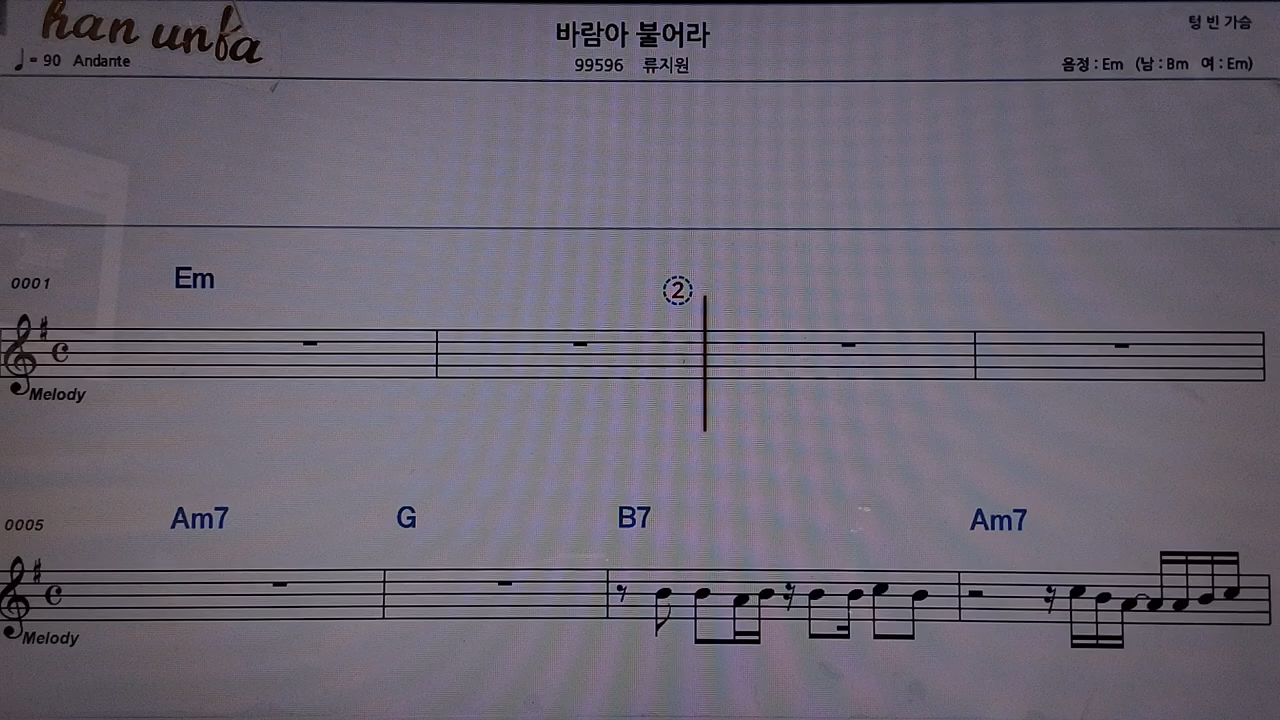 han unfa
♩= 90 Andante
바람아 불어라
99596 류지원
텅 빈 가슴
음정 : Em (남 : Bm 여 : Em)
0001 Em ②
Melody
0005 Am7 G B7 Am7
Melody